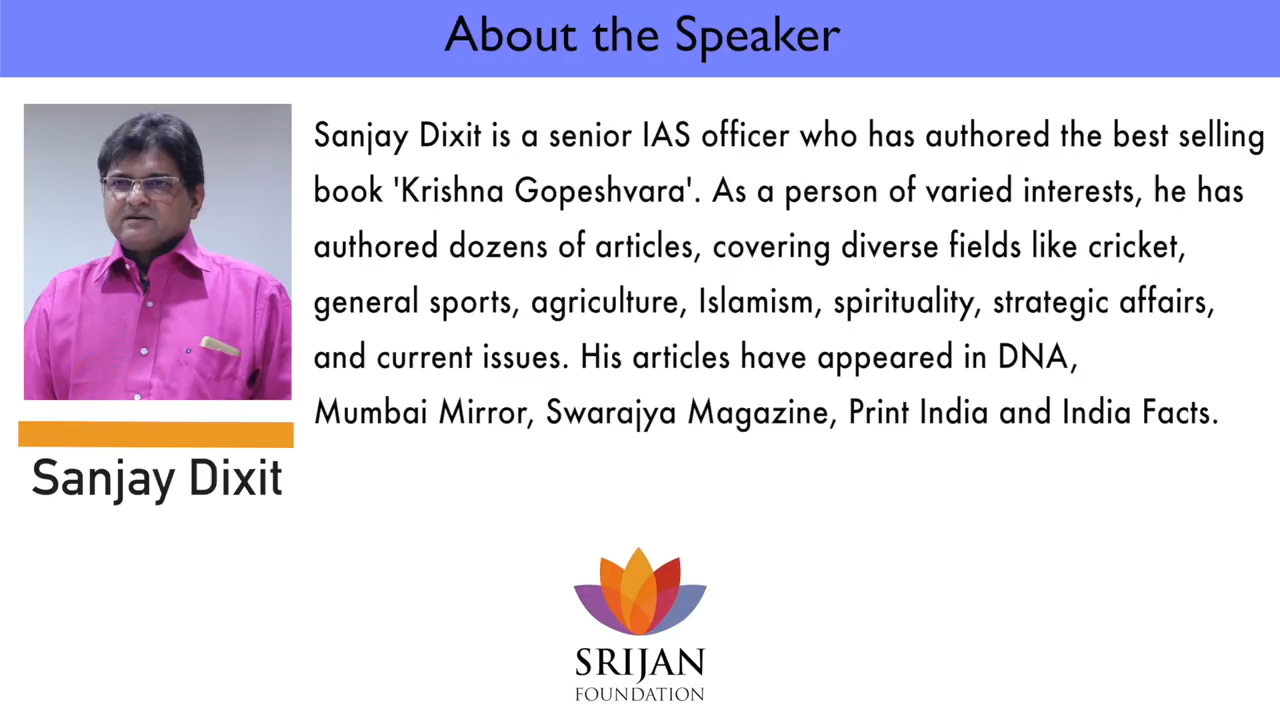 About the Speaker
Sanjay Dixit is a senior IAS officer who has authored the best selling
book 'Krishna Gopeshvara'. As a person of varied interests, he has
authored dozens of articles, covering diverse fields like cricket,
general sports, agriculture, Islamism, spirituality, strategic affairs,
and current issues. His articles have appeared in DNA,
Mumbai Mirror, Swarajya Magazine, Print India and India Facts.
Sanjay Dixit
SRIJAN
FOUNDATION